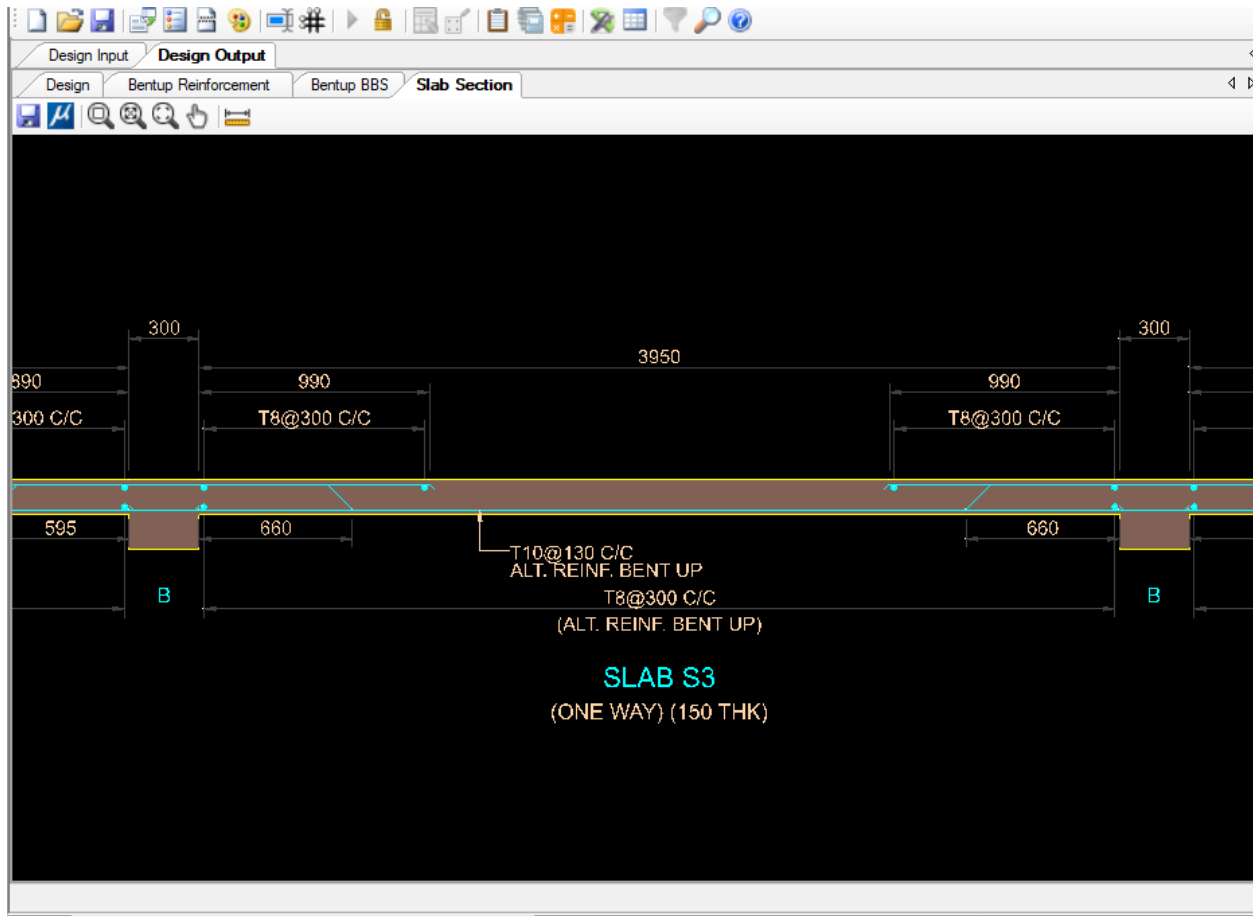 Design Input Design Output
Design Bentup Reinforcement Bentup BBS Slab Section
300 300
3950
890 990 990
300 C/C T8@300 C/C T8@300 C/C
595 660 660
T10@130 C/C
ALT. REINF. BENT UP
B T8@300 C/C B
(ALT. REINF. BENT UP)
SLAB S3
(ONE WAY) (150 THK)